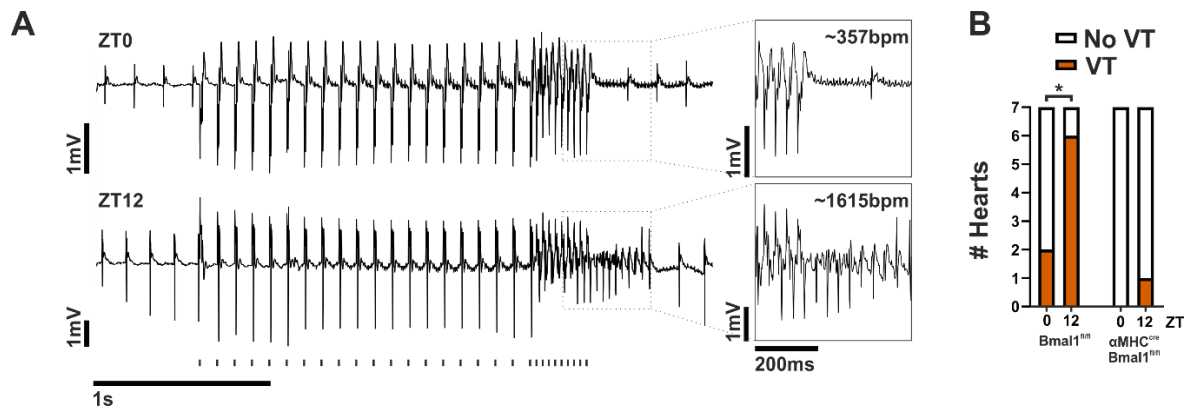 A
ZT0
1mV
~357bpm
1mV
ZT12
1mV
~1615bpm
1mV
200ms
1s
B
No VT
VT
*
# Hearts
7
6
5
4
3
2
1
0
0 12 0 12 ZT
Bmal1fl/fl
αMHCcre
Bmal1fl/fl